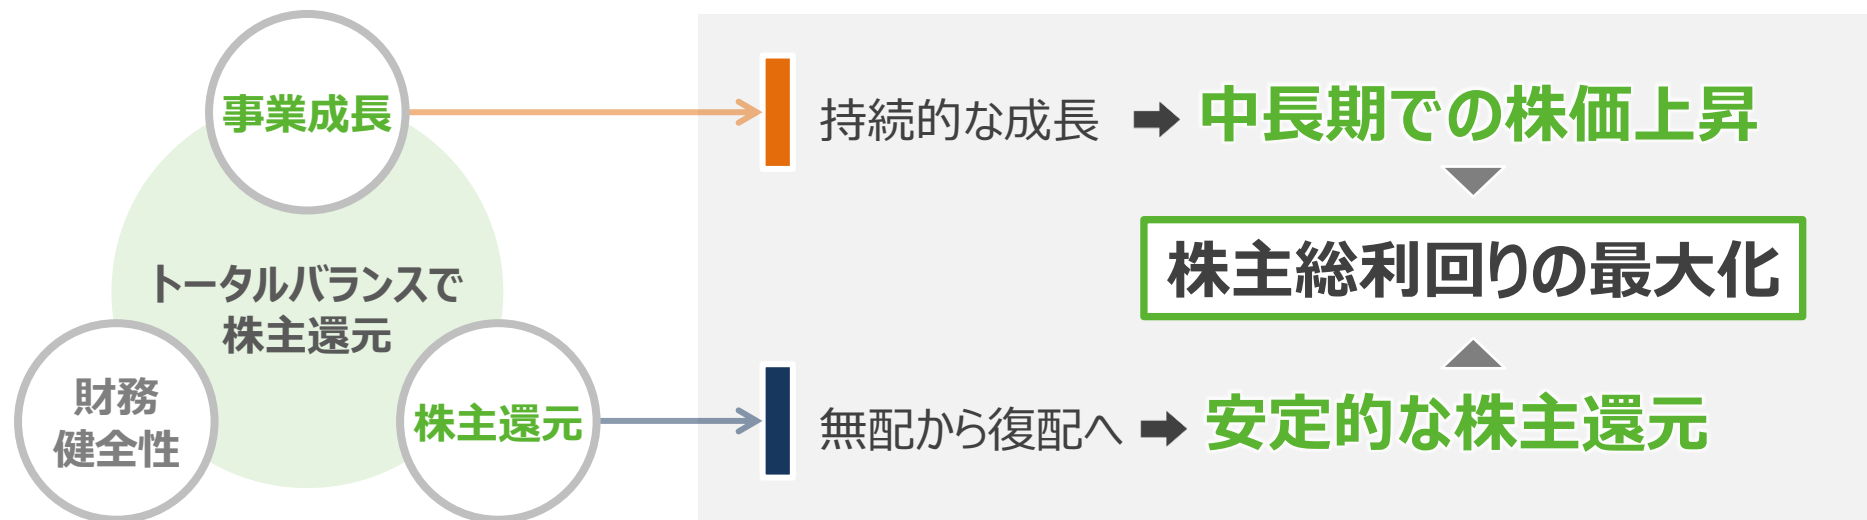 事業成長
トータルバランスで
株主還元
財務
健全性
株主還元
持続的な成長
中長期での株価上昇
株主総利回りの最大化
無配から復配へ
安定的な株主還元